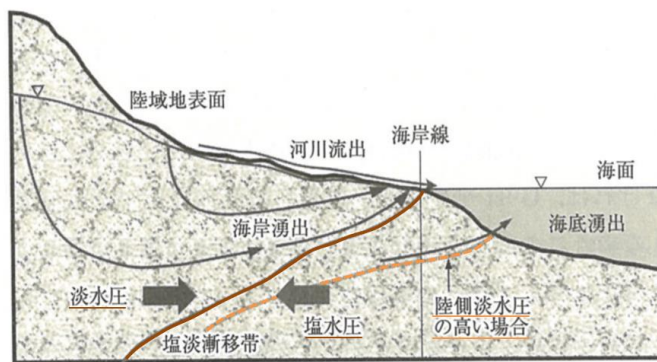 陸域地表面
河川流出
海岸線
海面
海岸湧出
海底湧出
淡水圧
塩水圧
陸側淡水圧
の高い場合
塩淡漸移帯